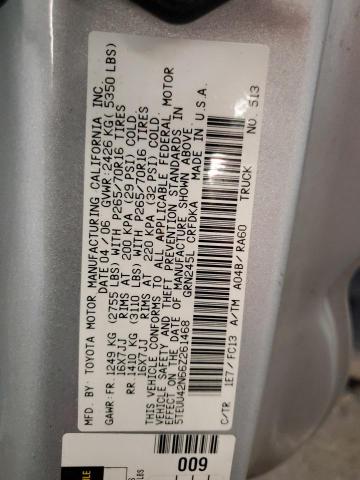 MFD. BY: TOYOTA MOTOR MANUFACTURING CALIFORNIA INC.
DATE 04 / 06 GVWR: 2426 KG ( 5350 LBS)
GAWR:FR. 1249 KG (2755 LBS) WITH P265/70R16 TIRES
16X7JJ RIMS AT 200 KPA (29 PSI) COLD.
RR. 1410 KG (3110 LBS) WITH P265/70R16 TIRES
16X7JJ RIMS AT 220 KPA (32 PSI) COLD.
THIS VEHICLE CONFORMS TO ALL APPLICABLE FEDERAL MOTOR
VEHICLE SAFETY AND THEFT PREVENTION STANDARDS IN
EFFECT ON THE DATE OF MANUFACTURE SHOWN ABOVE.
5TEUU42N66Z261468 GRN245L CRFDKA MADE IN U.S.A.
TRUCK
C/TR 1E7/ FC13 A/TM A04B/ RA60
NO. 513
009
LBS